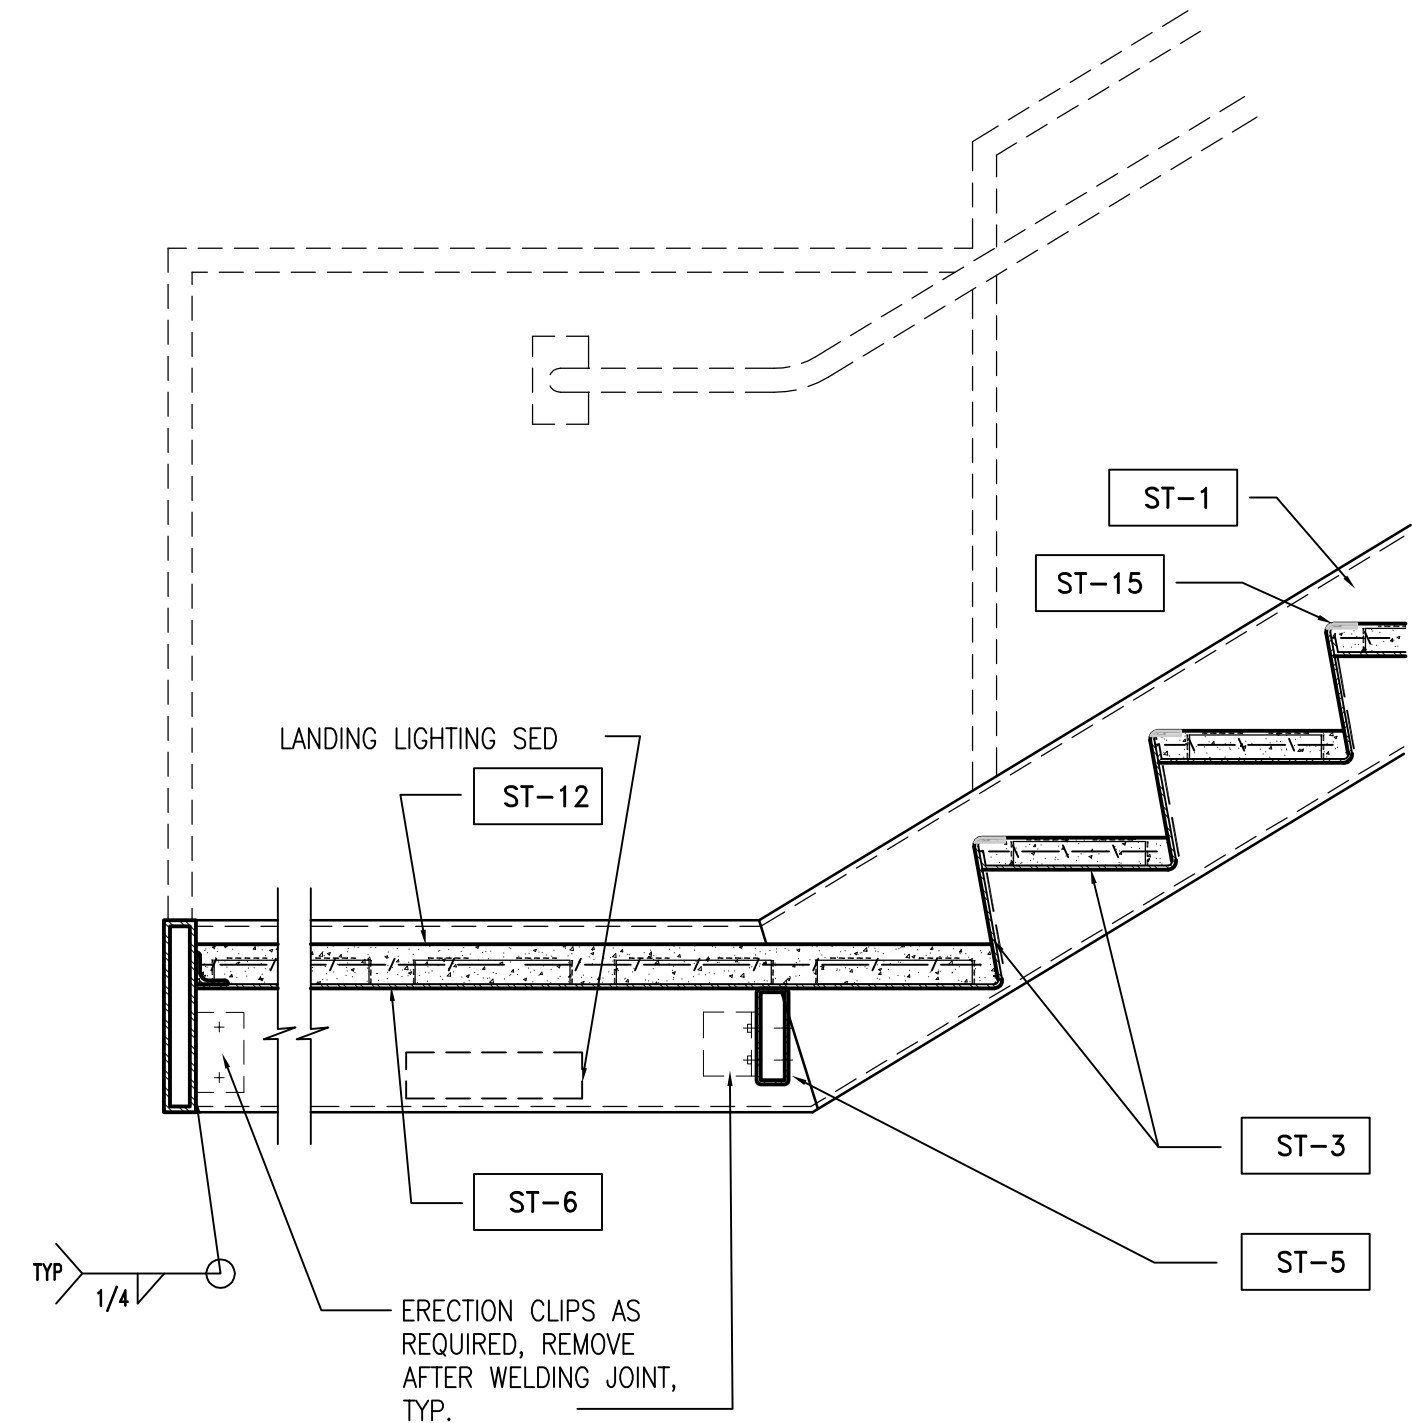 ST-1
ST-15
LANDING LIGHTING SED
ST-12
ST-3
ST-6
ST-5
TYP
1/4
ERECTION CLIPS AS
REQUIRED, REMOVE
AFTER WELDING JOINT,
TYP.